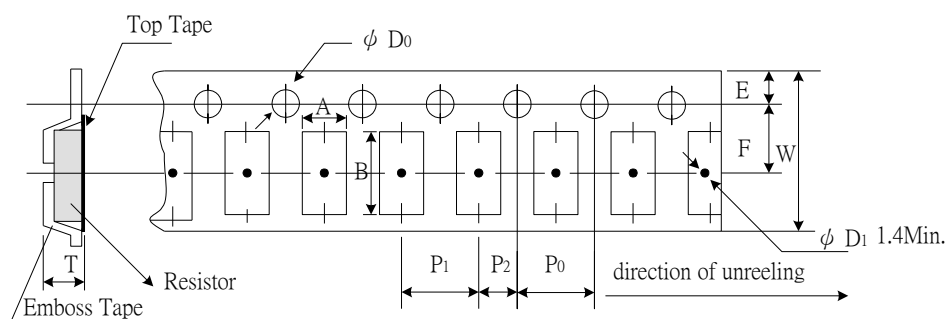 Top Tape
ϕ D0
A
E
B
F
W
ϕ D1 1.4Min.
T
Resistor
P1
P2
P0
direction of unreeling
Emboss Tape